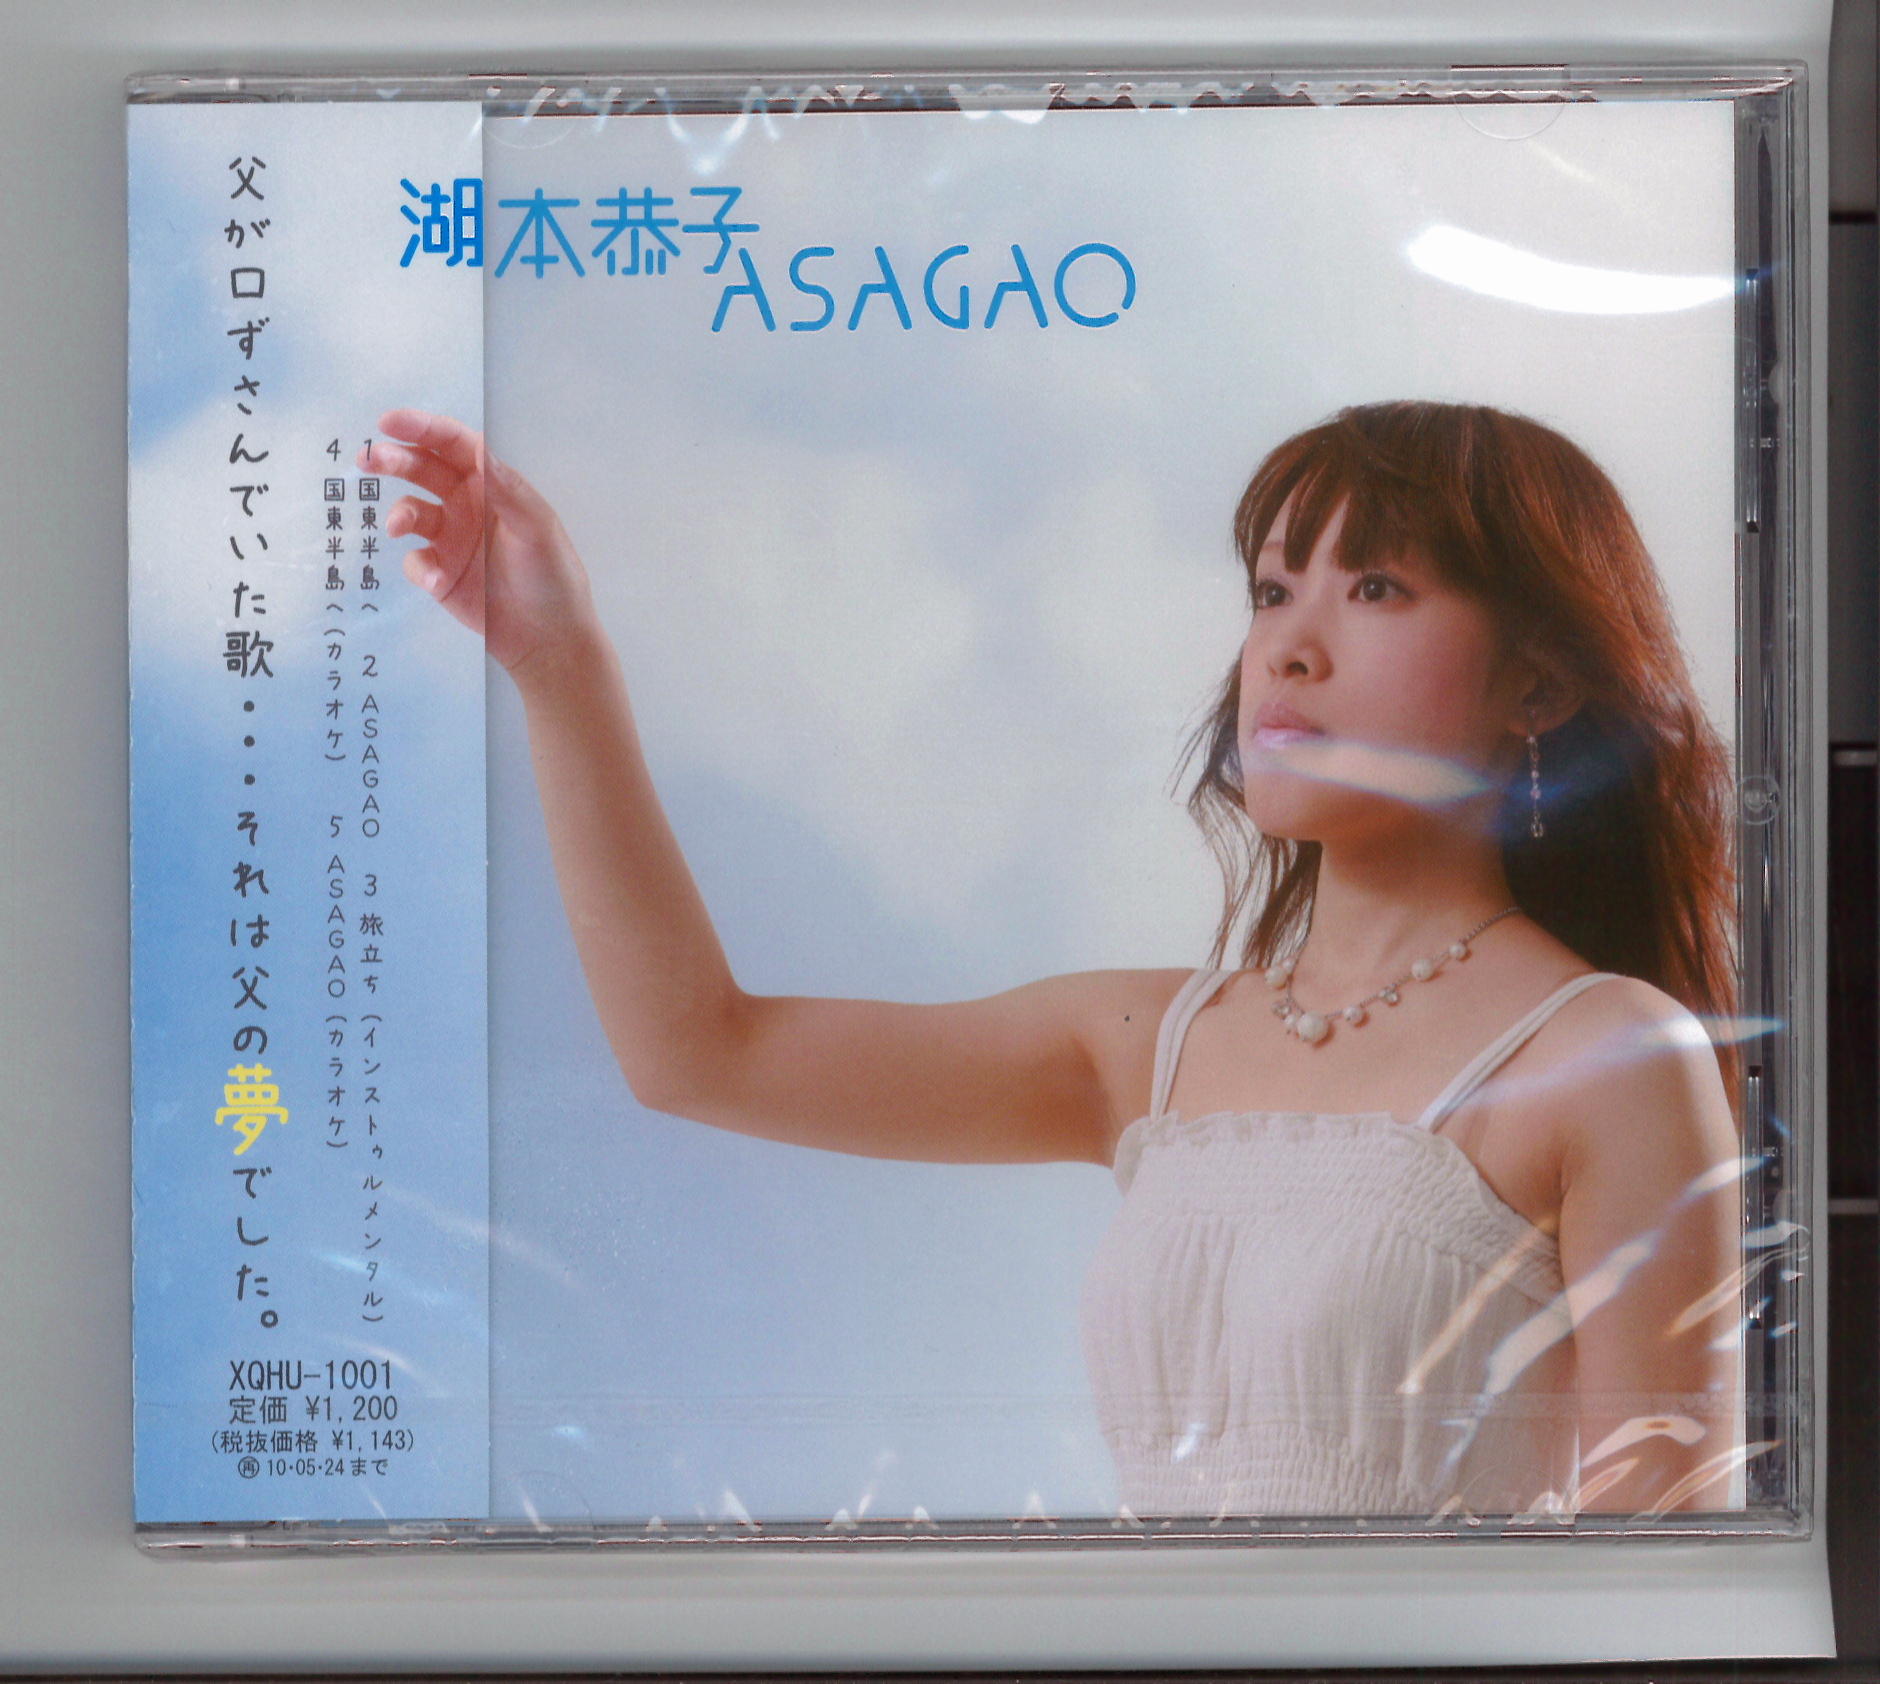 湖本恭子
ASAGAO
1 国東半島へ 2 ASAGAO 3 旅立ち(インストゥルメンタル)
4 国東半島へ(カラオケ) 5 ASAGAO(カラオケ)
父が口ずさんでいた歌・・・それは父の夢でした。
XQHU-1001
定価 ¥1,200
(税抜価格 ¥1,143)
㊢ 10・05・24まで